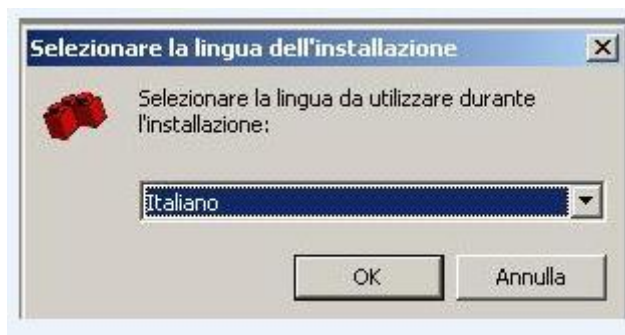 Selezionare la lingua dell'installazione
Selezionare la lingua da utilizzare durante
l'installazione:
Italiano
OK
Annulla